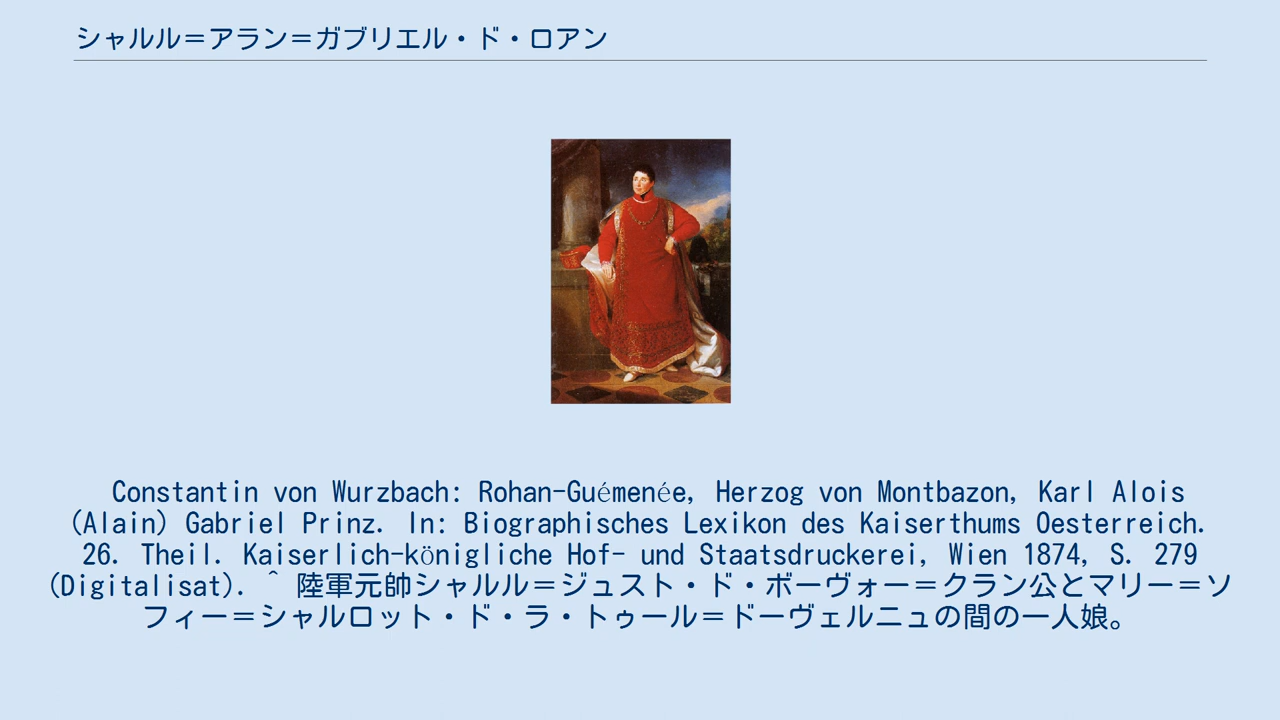 シャルル＝アラン＝ガブリエル・ド・ロアン
Constantin von Wurzbach: Rohan-Guémenée, Herzog von Montbazon, Karl Alois
(Alain) Gabriel Prinz. In: Biographisches Lexikon des Kaiserthums Oesterreich.
26. Theil. Kaiserlich-königliche Hof- und Staatsdruckerei, Wien 1874, S. 279
(Digitalisat). ^ 陸軍元帥シャルル＝ジュスト・ド・ボーヴォー＝クラン公とマリー＝ソ
フィー＝シャルロット・ド・ラ・トゥール＝ドーヴェルニュの間の一人娘。